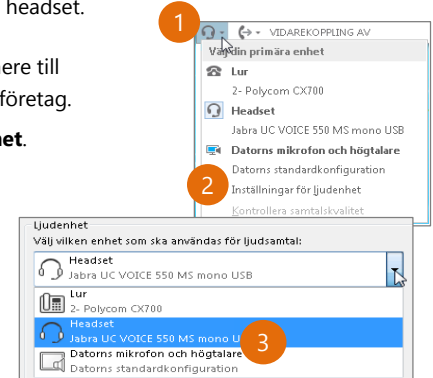 headset.
1
VIDAREKOPPLING AV
Välj din primära enhet
ere till
Lur
2- Polycom CX700
företag.
Headset
Jabra UC VOICE 550 MS mono USB
et.
Datorns mikrofon och högtalare
Datorns standardkonfiguration
2
Inställningar för ljudenhet
Kontrollera samtalskvalitet
Ljudenhet
Välj vilken enhet som ska användas för ljudsamtal:
Headset
Jabra UC VOICE 550 MS mono USB
Lur
2- Polycom CX700
Headset
Jabra UC VOICE 550 MS mono U
3
Datorns mikrofon och högtalare
Datorns standardkonfiguration